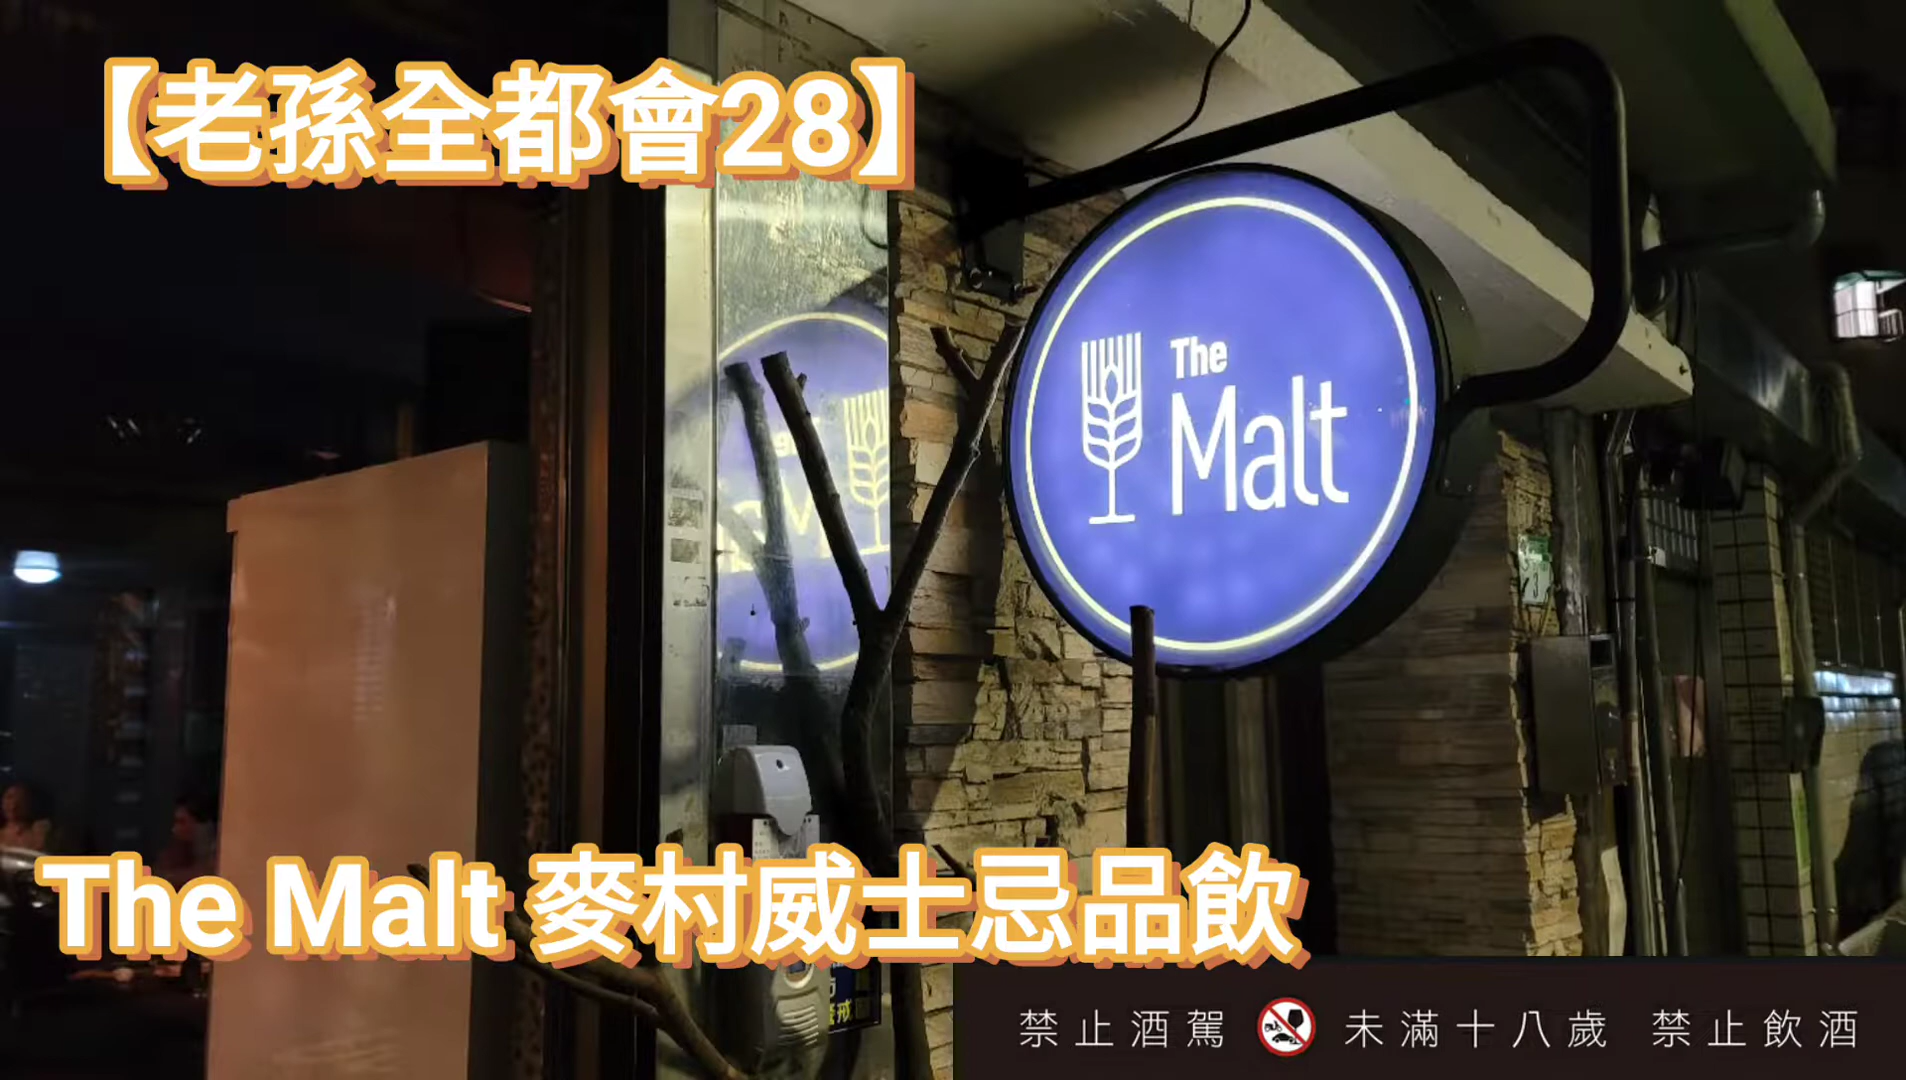 【老孫全都會28】
The
Malt
The Malt 麥村威士忌品飲
禁止酒駕 未滿十八歲 禁止飲酒